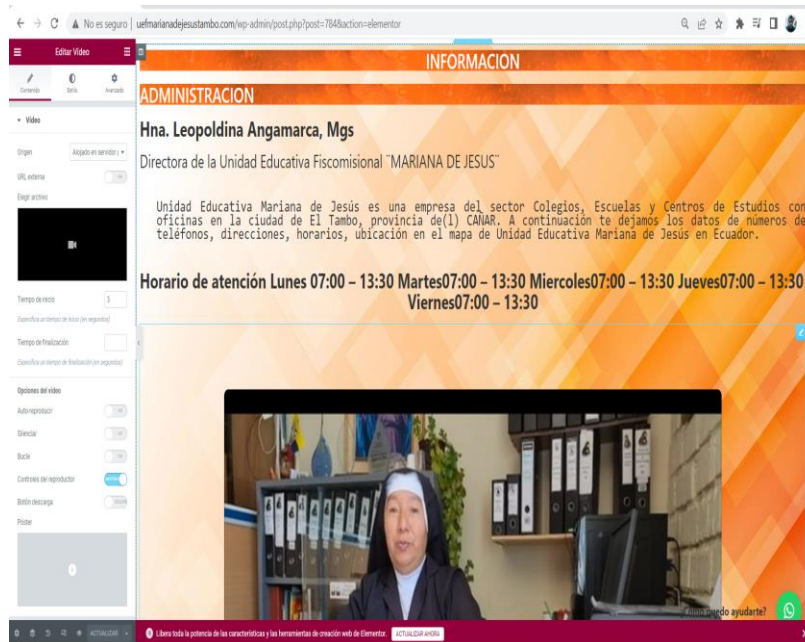 No es seguro | uefmarianadejesustambo.com/wp-admin/post.php?post=784&action=elementor
Editar Vídeo
Contenido Estilo Avanzado
Vídeo
Origen Alojado en servidor
URL externa
Elegir archivo
Tiempo de inicio 3
Especifica un tiempo de inicio (en segundos)
Tiempo de finalización
Especifica un tiempo de finalización (en segundos)
Opciones del vídeo
Auto-reproducir
Silenciar
Bucle
Controles del reproductor
Botón descarga
Póster
ACTUALIZAR
INFORMACIÓN
ADMINISTRACION
Hna. Leopoldina Angamarca, Mgs
Directora de la Unidad Educativa Fiscomisional ¨MARIANA DE JESUS¨
Unidad Educativa Mariana de Jesús es una empresa del sector Colegios, Escuelas y Centros de Estudios con
oficinas en la ciudad de El Tambo, provincia de(l) CAÑAR. A continuación te dejamos los datos de números de
teléfonos, direcciones, horarios, ubicación en el mapa de Unidad Educativa Mariana de Jesús en Ecuador.
Horario de atención Lunes 07:00 – 13:30 Martes07:00 – 13:30 Miercoles07:00 – 13:30 Jueves07:00 – 13:30
Viernes07:00 – 13:30
puedo ayudarte?
Libera toda la potencia de las características y las herramientas de creación web de Elementor. ACTUALIZAR AHORA